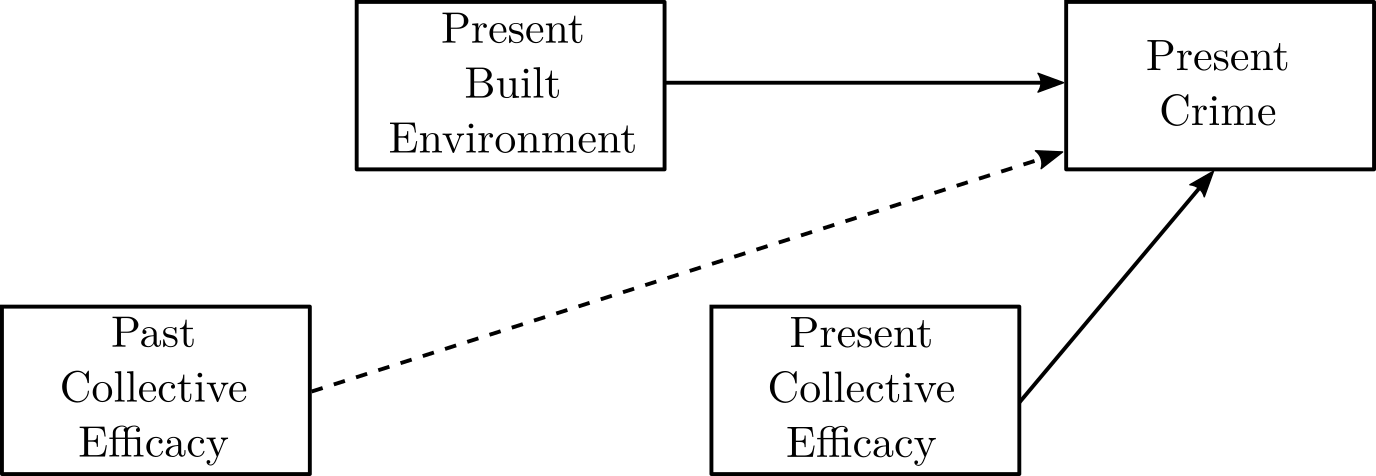 Present
Built
Environment
Present
Crime
Past
Collective
Efficacy
Present
Collective
Efficacy